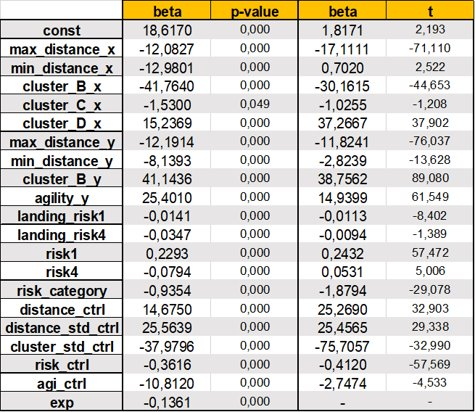 beta p-value beta t
const 18,6170 0,000 1,8171 2,193
max_distance_x -12,0827 0,000 -17,1111 -71,110
min_distance_x -12,9801 0,000 0,7020 2,522
cluster_B_x -41,7640 0,000 -30,1615 -44,653
cluster_C_x -1,5300 0,049 -1,0255 -1,208
cluster_D_x 15,2369 0,000 37,2667 37,902
max_distance_y -12,1914 0,000 -11,8241 -76,037
min_distance_y -8,1393 0,000 -2,8239 -13,628
cluster_B_y 41,1436 0,000 38,7562 89,080
agility_y 25,4010 0,000 14,9399 61,549
landing_risk1 -0,0141 0,000 -0,0113 -8,402
landing_risk4 -0,0347 0,000 -0,0094 -1,389
risk1 0,2293 0,000 0,2432 57,472
risk4 -0,0794 0,000 0,0531 5,006
risk_category -0,9354 0,000 -1,8794 -29,078
distance_ctrl 14,6750 0,000 25,2690 32,903
distance_std_ctrl 25,5639 0,000 25,4565 29,338
cluster_std_ctrl -37,9796 0,000 -75,7057 -32,990
risk_ctrl -0,3616 0,000 -0,4120 -57,569
agi_ctrl -10,8120 0,000 -2,7474 -4,533
exp -0,1361 0,000 - -